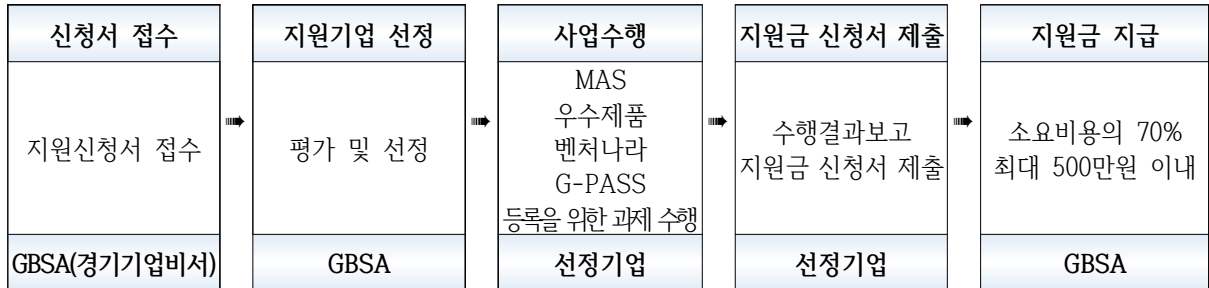 신청서 접수
지원신청서 접수
GBSA(경기기업비서)
지원기업 선정
평가 및 선정
GBSA
사업수행
MAS
우수제품
벤처나라
G-PASS
등록을 위한 과제 수행
선정기업
지원금 신청서 제출
수행결과보고
지원금 신청서 제출
선정기업
지원금 지급
소요비용의 70%
최대 500만원 이내
GBSA